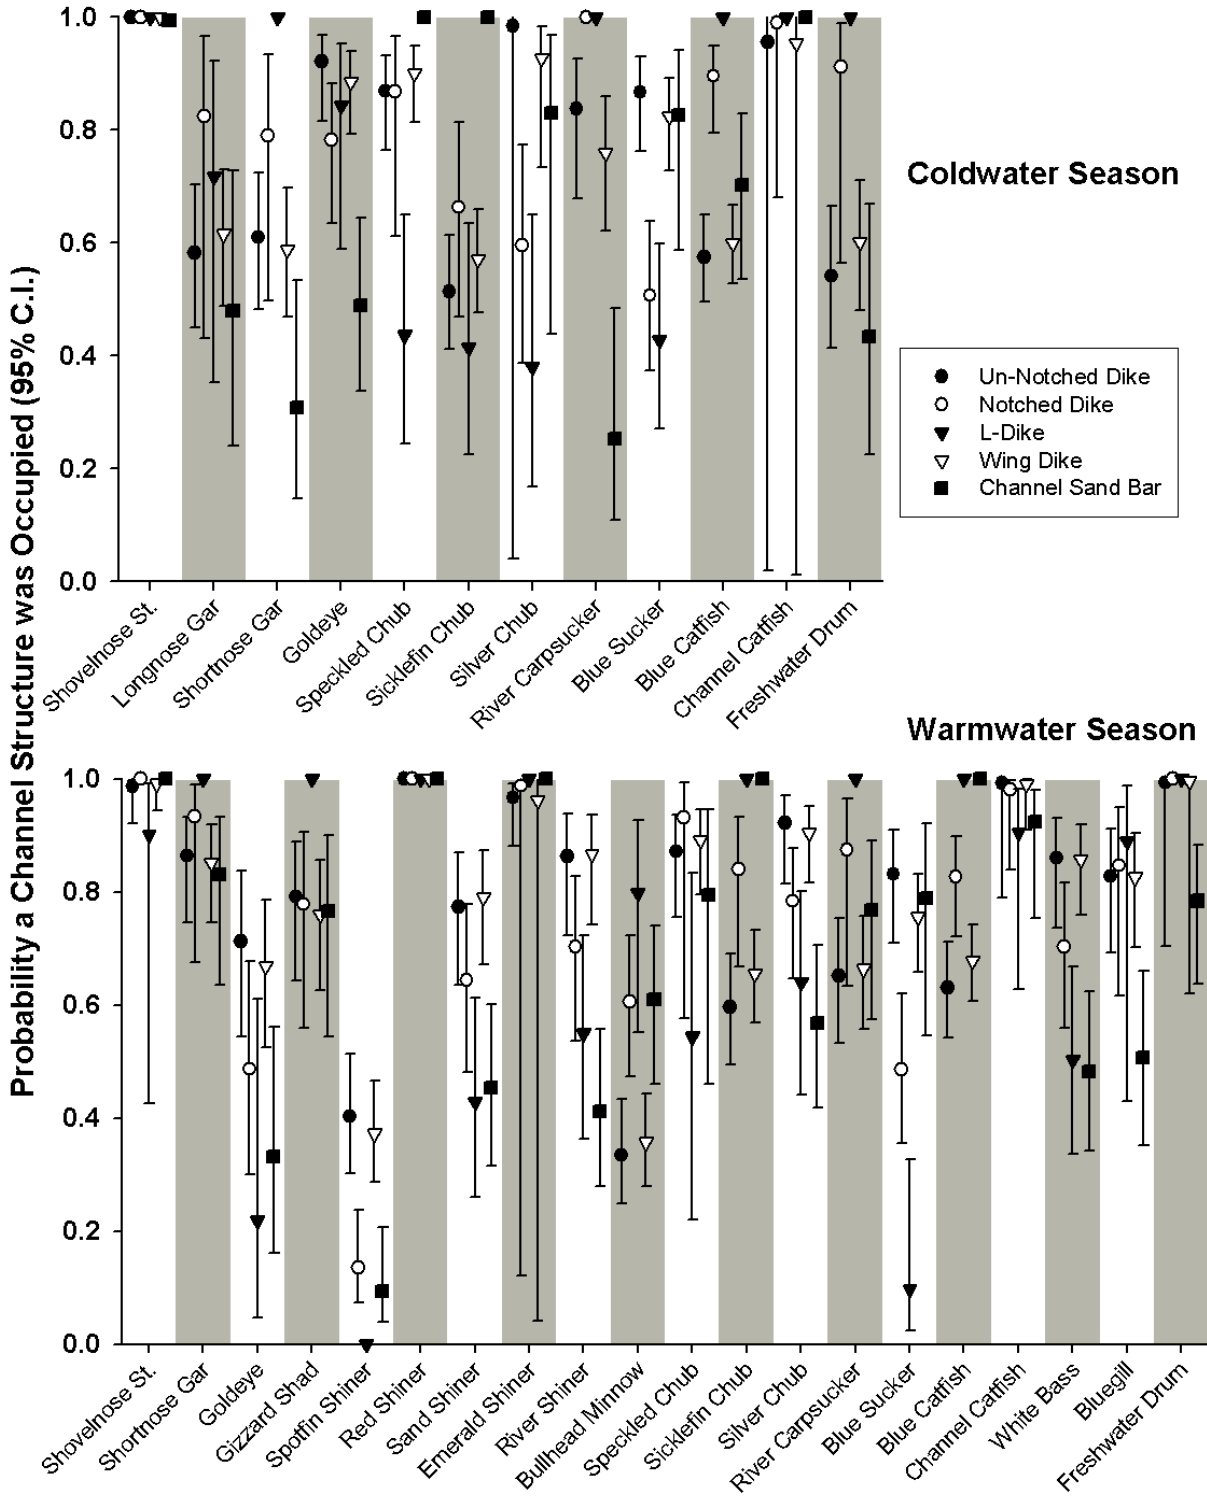 Probability a Channel Structure was Occupied (95% C.I.)
1.0
0.8
0.6
0.4
0.2
0.0
Shovelnose St.
Longnose Gar
Shortnose Gar
Goldeye
Speckled Chub
Sicklefin Chub
Silver Chub
River Carpsucker
Blue Sucker
Blue Catfish
Channel Catfish
Freshwater Drum
Coldwater Season
Un-Notched Dike
Notched Dike
L-Dike
Wing Dike
Channel Sand Bar
Warmwater Season
1.0
0.8
0.6
0.4
0.2
0.0
Shovelnose St.
Shortnose Gar
Goldeye
Gizzard Shad
Spotfin Shiner
Red Shiner
Sand Shiner
Emerald Shiner
River Shiner
Bullhead Minnow
Speckled Chub
Sicklefin Chub
Silver Chub
River Carpsucker
Blue Sucker
Blue Catfish
Channel Catfish
White Bass
Bluegill
Freshwater Drum